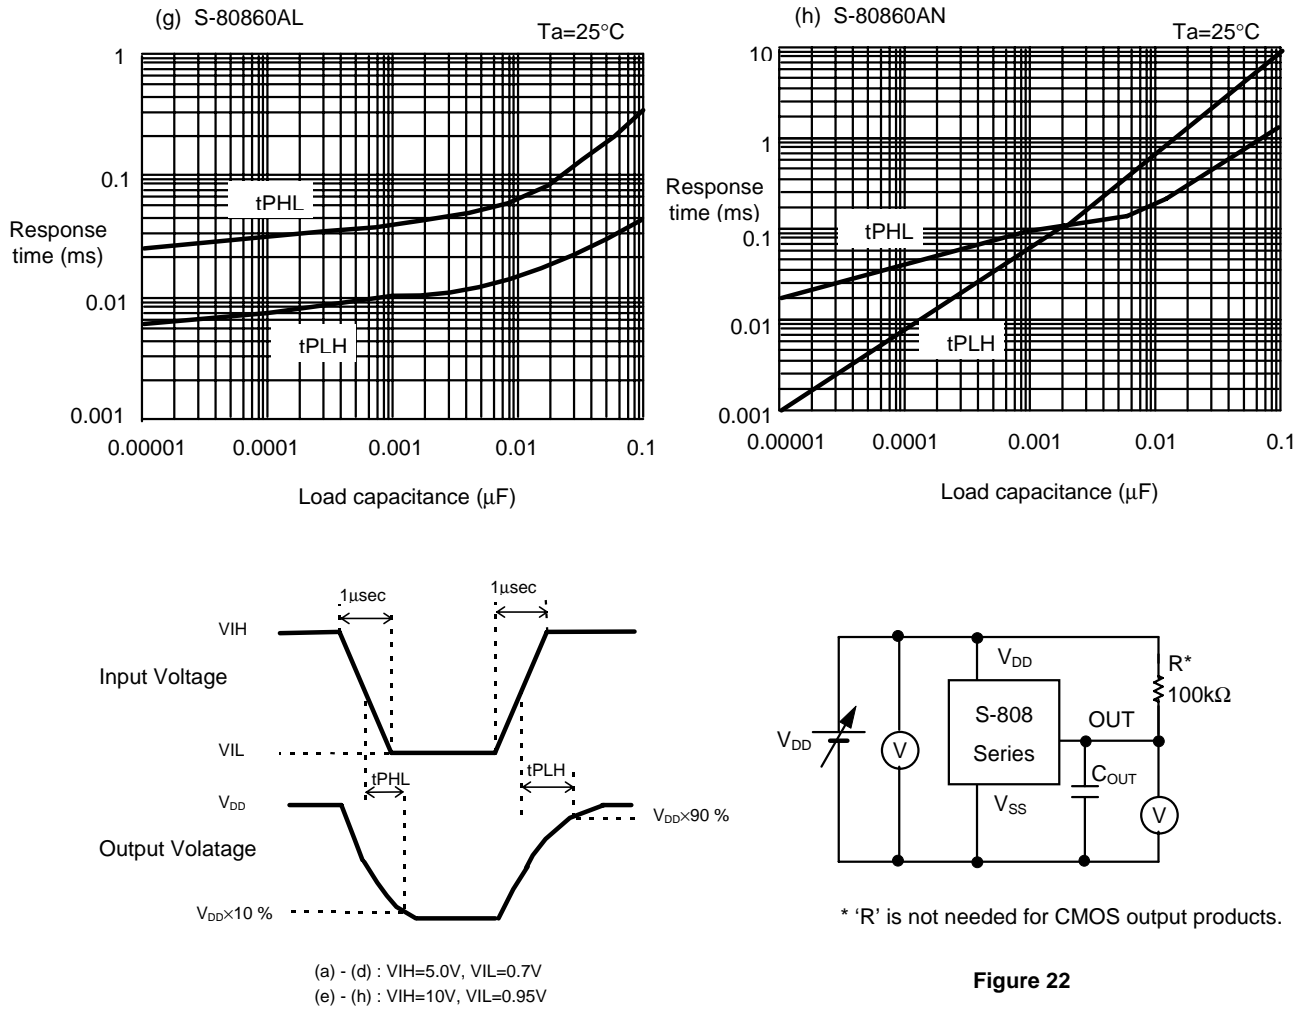 (g) S-80860AL
Ta=25°C
1
0.1
0.01
0.001
Response
time (ms)
tPHL
tPLH
0.00001 0.0001 0.001 0.01 0.1
Load capacitance (μF)
(h) S-80860AN
Ta=25°C
10
1
0.1
0.01
0.001
Response
time (ms)
tPHL
tPLH
0.00001 0.0001 0.001 0.01 0.1
Load capacitance (μF)
1μsec 1μsec
VIH
Input Voltage
VIL
tPHL tPLH
VDD
VDD×90 %
Output Volatage
VDD×10 %
(a) - (d) : VIH=5.0V, VIL=0.7V
(e) - (h) : VIH=10V, VIL=0.95V
VDD
R*
100kΩ
S-808
Series
OUT
VDD
V
COUT
VSS
V
* ‘R’ is not needed for CMOS output products.
Figure 22